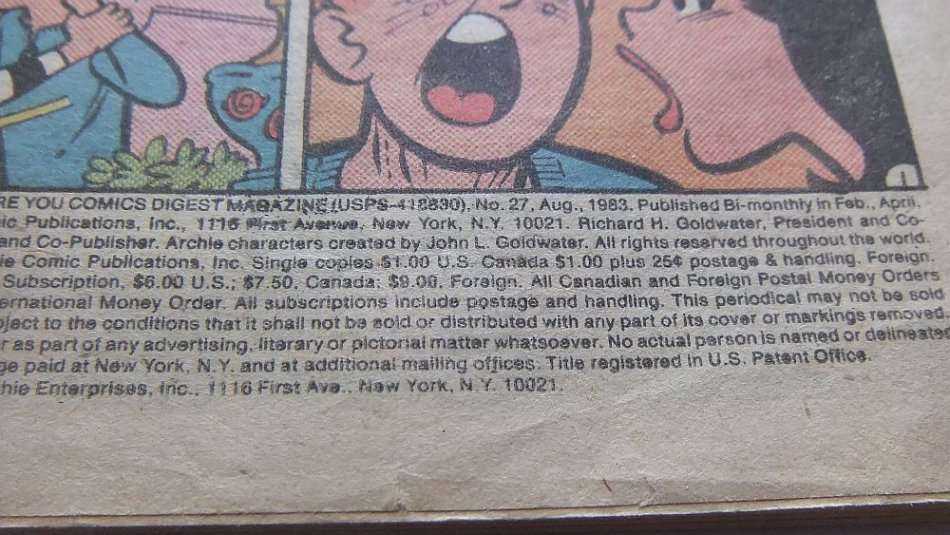 RE YOU COMICS DIGEST MAGAZINE (USPS-418830), No. 27, Aug., 1983. Published Bi-monthly in Feb., April,
ic Publications, Inc., 1116 First Avenue, New York, N.Y. 10021. Richard H. Goldwater, President and Co-
and Co-Publisher. Archie characters created by John L. Goldwater. All rights reserved throughout the world.
ie Comic Publications, Inc. Single copies $1.00 U.S. Canada $1.00 plus 25¢ postage & handling. Foreign.
Subscription, $6.00 U.S.; $7.50, Canada; $9.00, Foreign. All Canadian and Foreign Postal Money Orders
ernational Money Order. All subscriptions include postage and handling. This periodical may not be sold
bject to the conditions that it shall not be sold or distributed with any part of its cover or markings removed
r as part of any advertising, literary or pictorial matter whatsoever. No actual person is named or delineate
ge paid at New York, N.Y. and at additional mailing offices. Title registered in U.S. Patent Office.
hie Enterprises, Inc., 1116 First Ave., New York, N.Y. 10021.